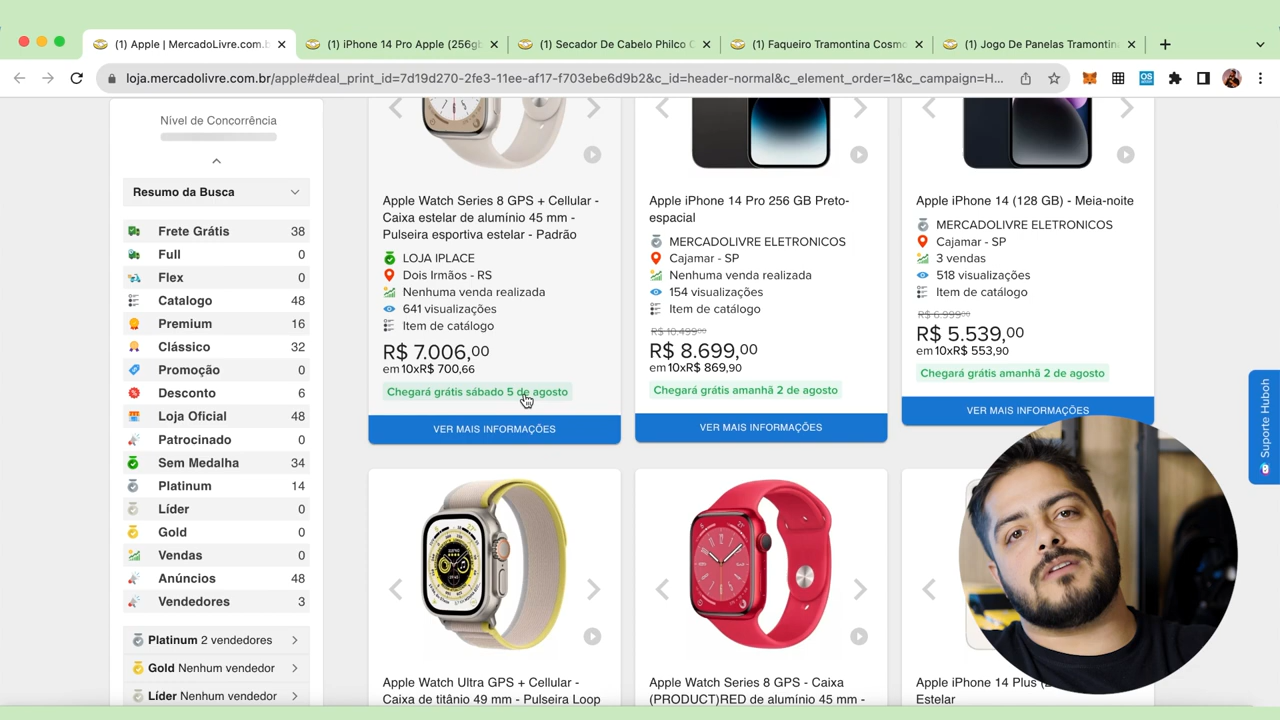 (1) Apple | MercadoLivre.com.b
(1) iPhone 14 Pro Apple (256gb
(1) Secador De Cabelo Philco
(1) Faqueiro Tramontina Cosmo
(1) Jogo De Panelas Tramontin
loja.mercadolivre.com.br/apple#deal_print_id=7d19d270-2fe3-11ee-af17-f703ebe6d9b2&c_id=header-normal&c_element_order=1&c_campaign=H...
Nivel de Concorrência
Resumo da Busca
Frete Grátis 38
Full 0
Flex 0
Catalogo 48
Premium 16
Clássico 32
Promoção 0
Desconto 6
Loja Oficial 48
Patrocinado 0
Sem Medalha 34
Platinum 14
Líder 0
Gold 0
Vendas 0
Anúncios 48
Vendedores 3
Platinum 2 vendedores
Gold Nenhum vendedor
Líder Nenhum vendedor
Apple Watch Series 8 GPS + Cellular -
Caixa estelar de alumínio 45 mm -
Pulseira esportiva estelar - Padrão
LOJA IPLACE
Dois Irmãos - RS
Nenhuma venda realizada
641 visualizações
Item de catálogo
R$ 7.006,00
em 10xR$ 700,66
Chegará grátis sábado 5 de agosto
VER MAIS INFORMAÇÕES
Apple iPhone 14 Pro 256 GB Preto-
espacial
MERCADOLIVRE ELETRONICOS
Cajamar - SP
Nenhuma venda realizada
154 visualizações
Item de catálogo
R$ 10.499,00
R$ 8.699,00
em 10xR$ 869,90
Chegará grátis amanhã 2 de agosto
VER MAIS INFORMAÇÕES
Apple iPhone 14 (128 GB) - Meia-noite
MERCADOLIVRE ELETRONICOS
Cajamar - SP
3 vendas
518 visualizações
Item de catálogo
R$ 6.999,00
R$ 5.539,00
em 10xR$ 553,90
Chegará grátis amanhã 2 de agosto
VER MAIS INFORMAÇÕES
Apple Watch Ultra GPS + Cellular -
Caixa de titânio 49 mm - Pulseira Loop
Apple Watch Series 8 GPS - Caixa
(PRODUCT)RED de alumínio 45 mm -
Apple iPhone 14 Plus
Estelar
Suporte Huboh